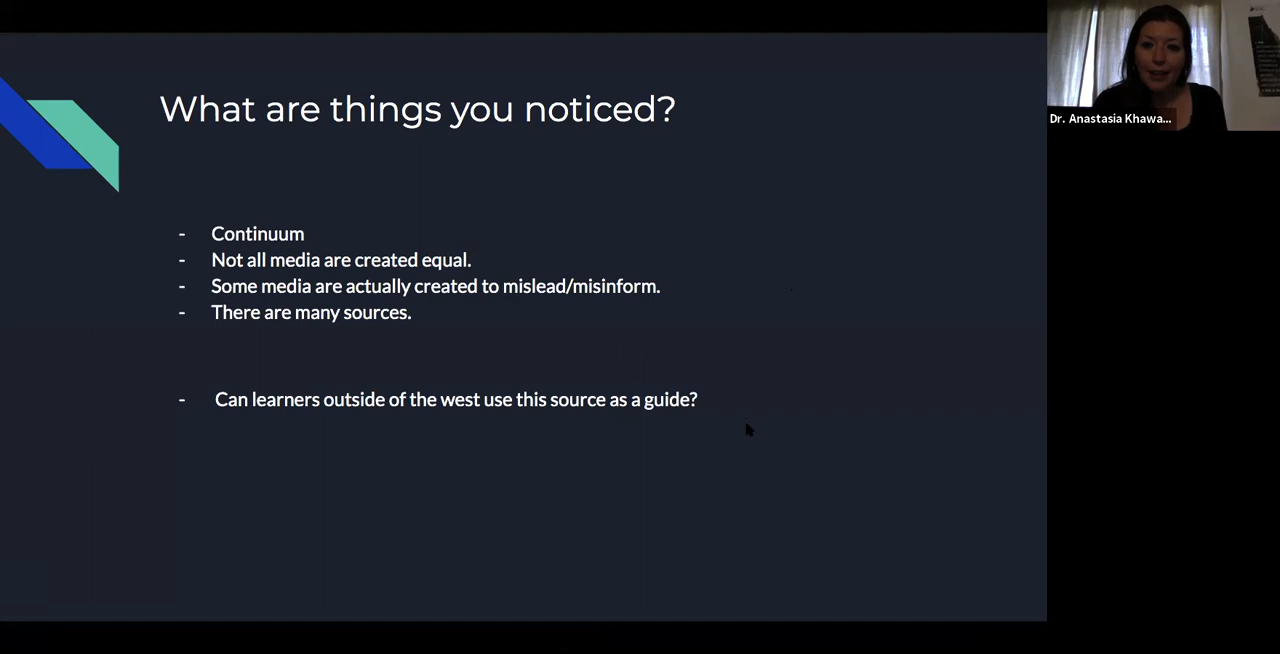 What are things you noticed?
- Continuum
- Not all media are created equal.
- Some media are actually created to mislead/misinform.
- There are many sources.
- Can learners outside of the west use this source as a guide?
Dr. Anastasia Khawa...